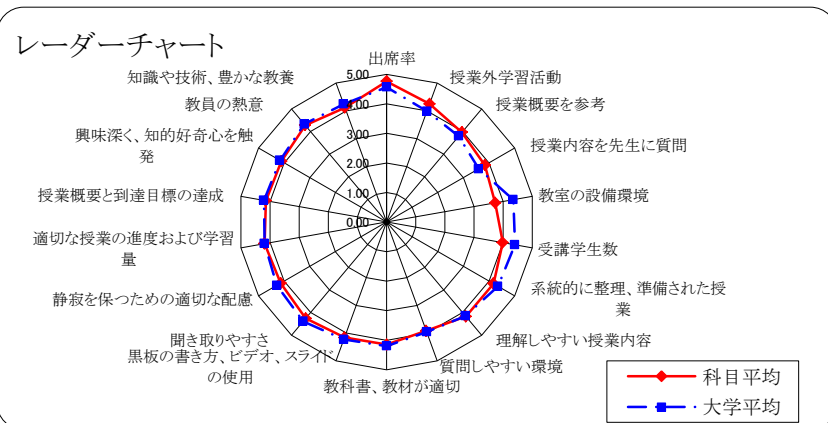 レーダーチャート
出席率
授業外学習活動
授業概要を参考
授業内容を先生に質問
教室の設備環境
受講学生数
系統的に整理、準備された授
業
理解しやすい授業内容
質問しやすい環境
教科書、教材が適切
黒板の書き方、ビデオ、スライド
の使用
聞き取りやすさ
静寂を保つための適切な配慮
適切な授業の進度および学習
量
授業概要と到達目標の達成
興味深く、知的好奇心を触
発
教員の熱意
知識や技術、豊かな教養
5.00
4.00
3.00
2.00
1.00
0.00
科目平均
大学平均